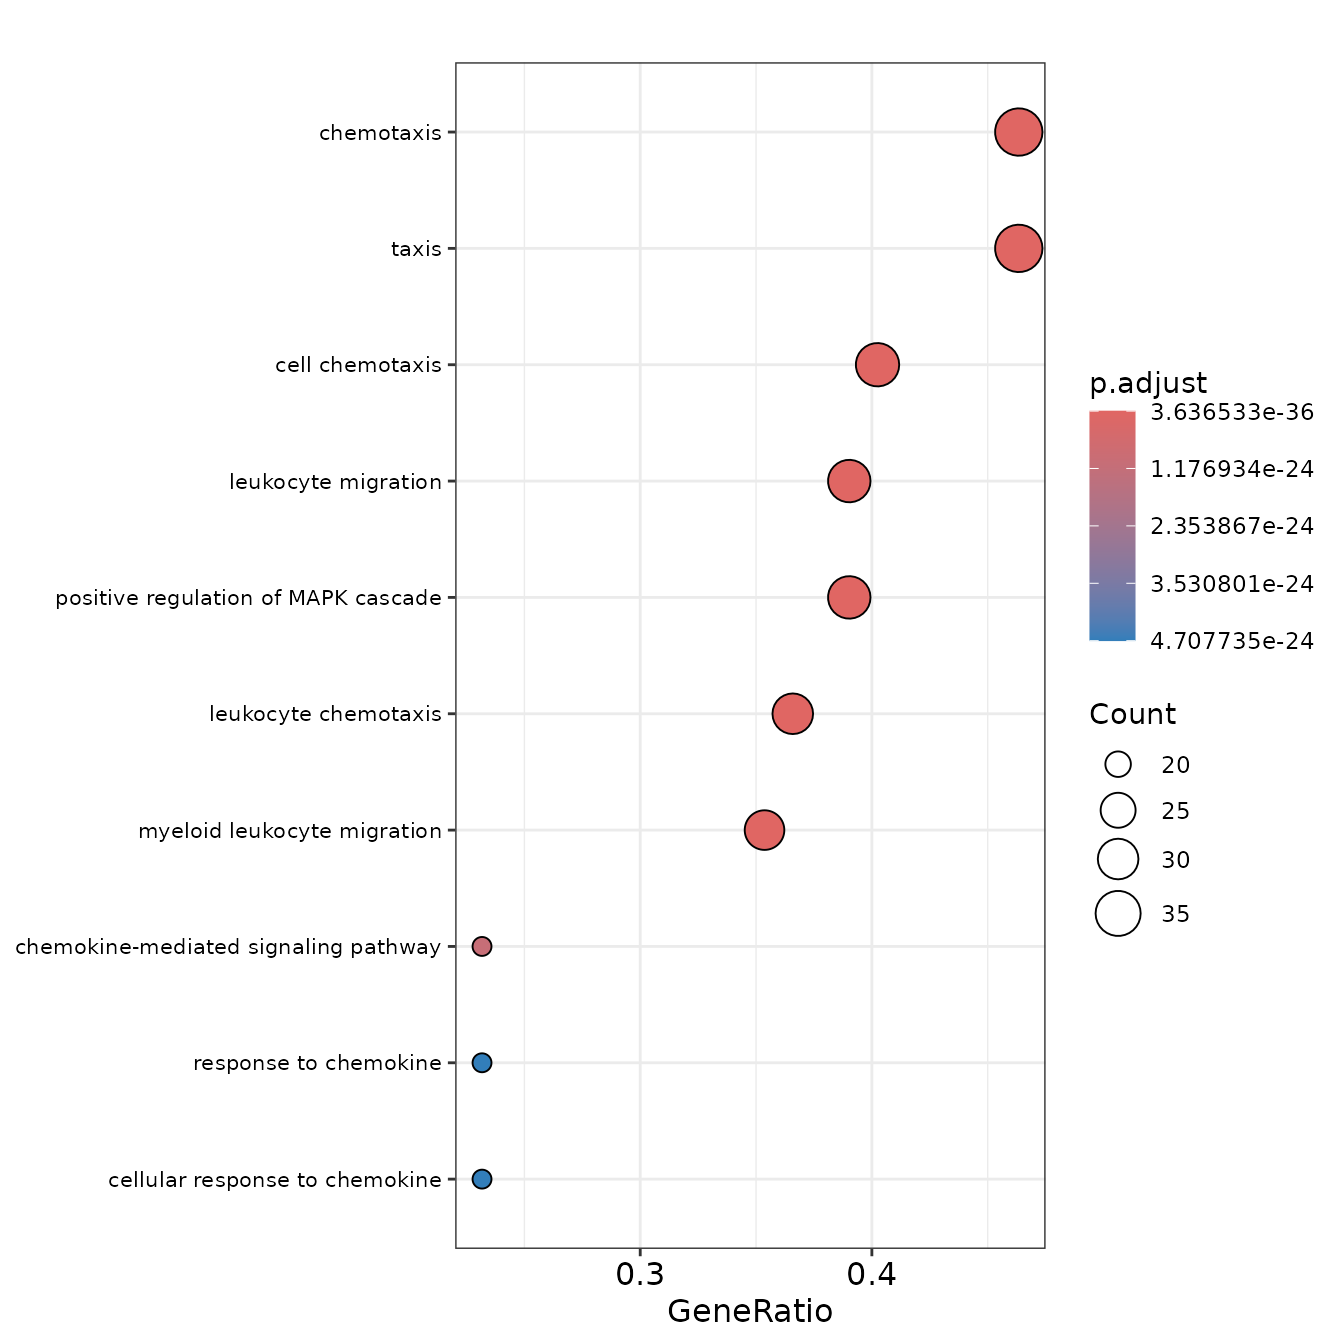 chemotaxis
taxis
cell chemotaxis
leukocyte migration
positive regulation of MAPK cascade
leukocyte chemotaxis
myeloid leukocyte migration
chemokine-mediated signaling pathway
response to chemokine
cellular response to chemokine
0.3
0.4
GeneRatio
p.adjust
3.636533e-36
1.176934e-24
2.353867e-24
3.530801e-24
4.707735e-24
Count
20
25
30
35